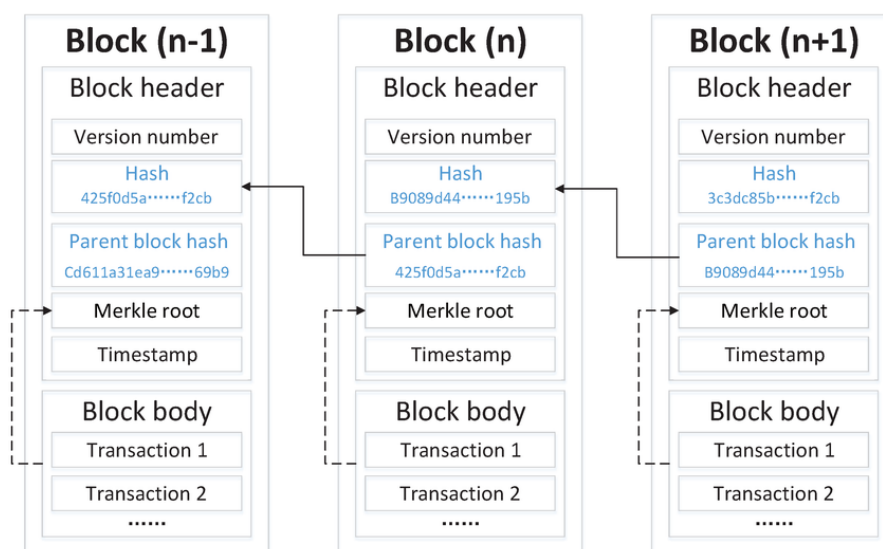 Block (n-1)
Block header
Version number
Hash
425f0d5a······f2cb
Parent block hash
Cd611a31ea9······69b9
Merkle root
Timestamp
Block body
Transaction 1
Transaction 2
······
Block (n)
Block header
Version number
Hash
B9089d44······195b
Parent block hash
425f0d5a······f2cb
Merkle root
Timestamp
Block body
Transaction 1
Transaction 2
······
Block (n+1)
Block header
Version number
Hash
3c3dc85b······f2cb
Parent block hash
B9089d44······195b
Merkle root
Timestamp
Block body
Transaction 1
Transaction 2
······